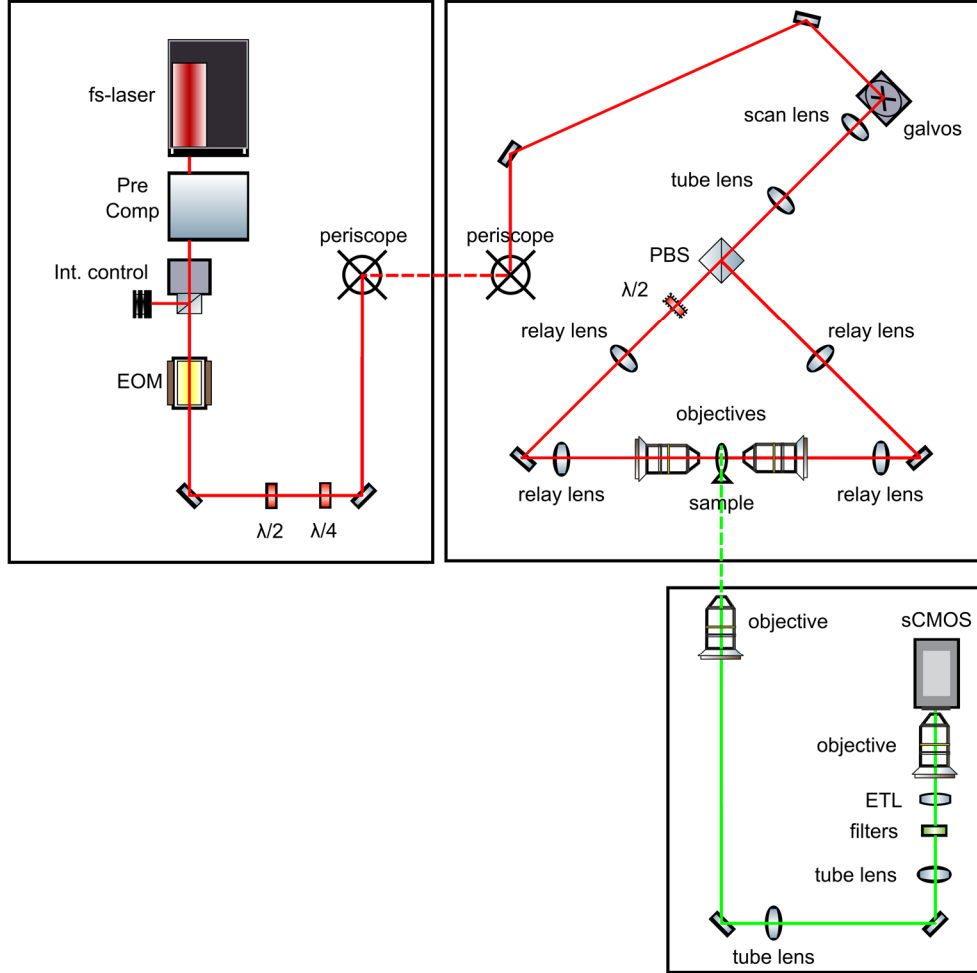 fs-laser
Pre
Comp
Int. control
EOM
λ/2
λ/4
periscope
periscope
scan lens
galvos
tube lens
PBS
λ/2
relay lens
relay lens
objectives
relay lens
sample
relay lens
objective
sCMOS
objective
ETL
filters
tube lens
tube lens